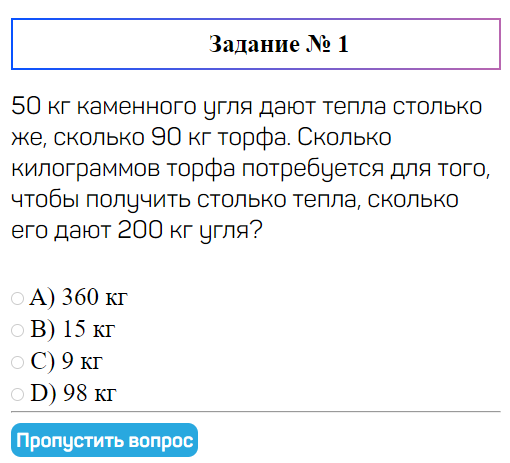 Задание № 1
50 кг каменного угля дают тепла столько
же, сколько 90 кг торфа. Сколько
килограммов торфа потребуется для того,
чтобы получить столько тепла, сколько
его дают 200 кг угля?
A) 360 кг
B) 15 кг
C) 9 кг
D) 98 кг
Пропустить вопрос